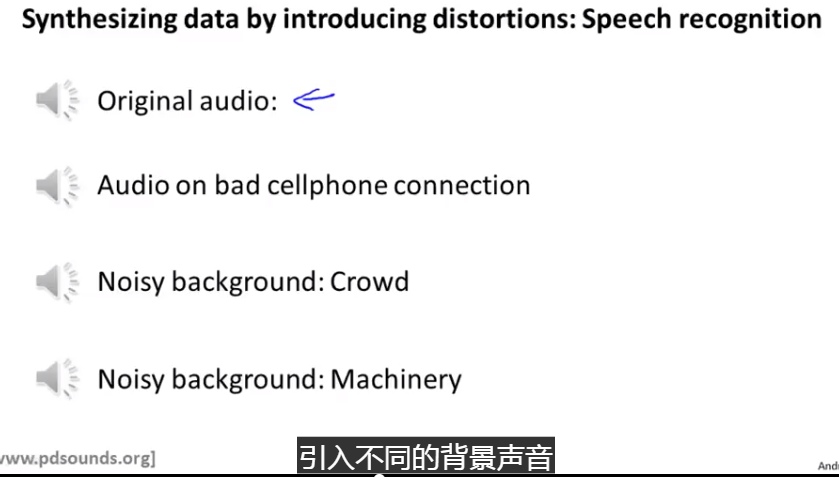 Synthesizing data by introducing distortions: Speech recognition
Original audio:
Audio on bad cellphone connection
Noisy background: Crowd
Noisy background: Machinery
www.pdsounds.org]
引入不同的背景声音
And